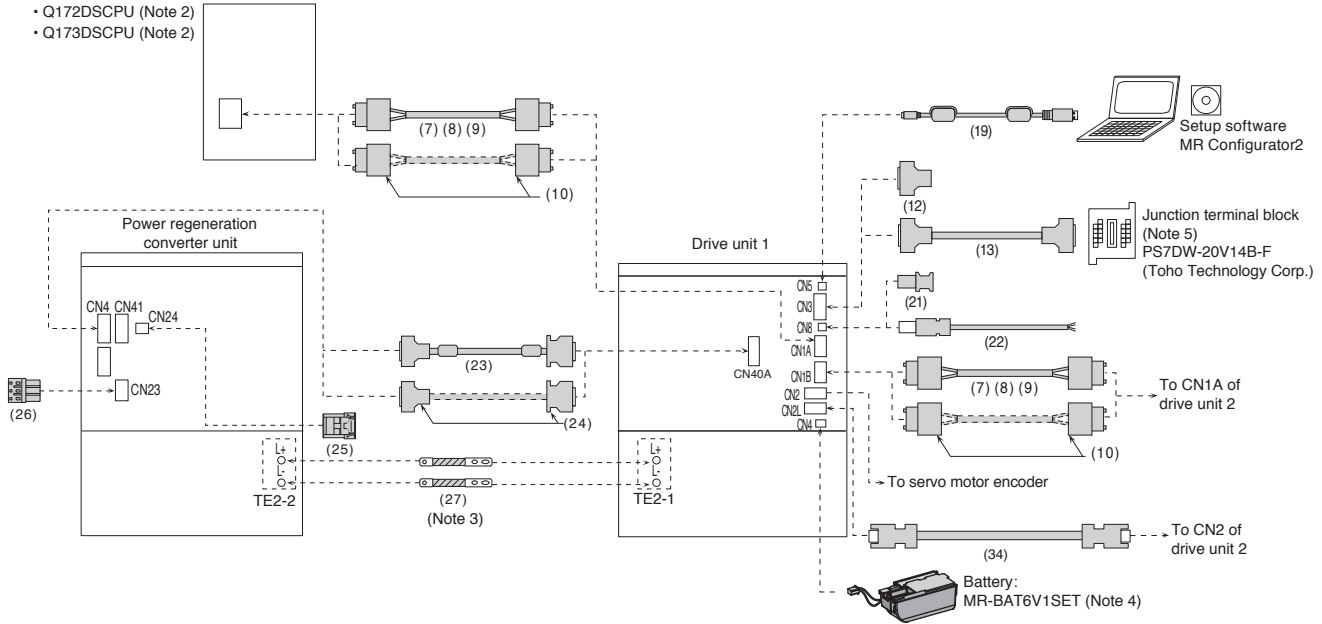 • Q172DSCPU (Note 2)
• Q173DSCPU (Note 2)
(7) (8) (9)
(10)
(19)
Setup software
MR Configurator2
(12)
(13)
Junction terminal block
(Note 5)
PS7DW-20V14B-F
(Toho Technology Corp.)
Power regeneration
converter unit
Drive unit 1
CN4 CN41
CN24
CN23
(26)
(25)
(23)
(24)
CN40A
CN5
CN3
CN8
CN1A
CN1B
CN2
CN2L
CN4
(21)
(22)
(7) (8) (9)
(10)
To CN1A of
drive unit 2
L+
L-
TE2-2
(27)
(Note 3)
L+
L-
TE2-1
To servo motor encoder
(34)
To CN2 of
drive unit 2
Battery:
MR-BAT6V1SET (Note 4)